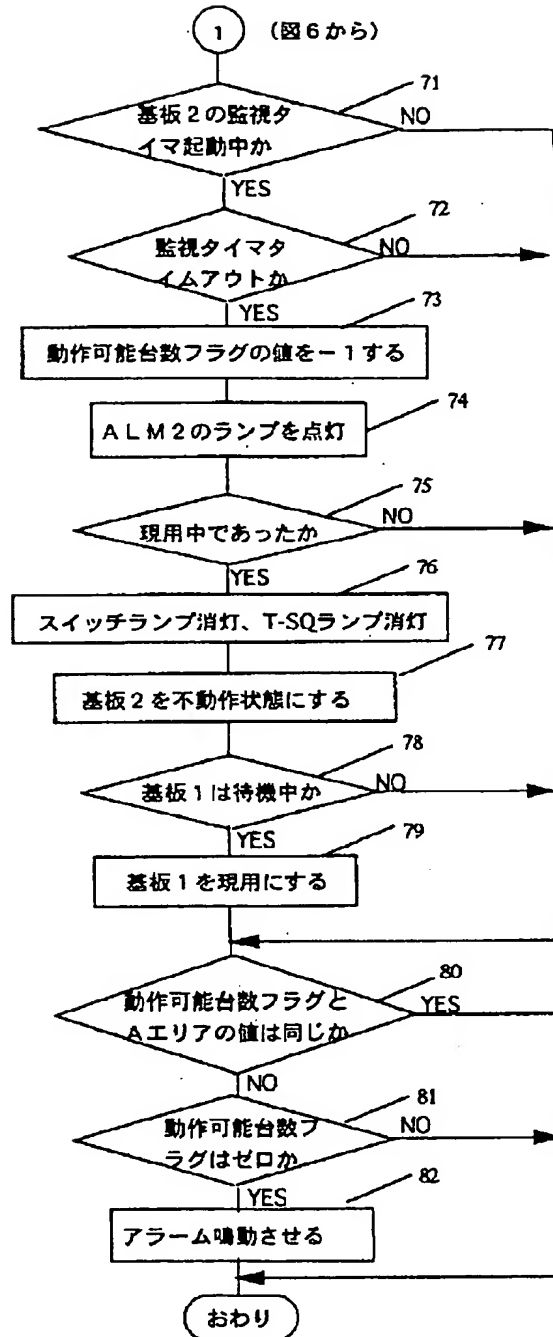 1 (図6から)
71
基板2の監視タ
イマ起動中か
NO
YES
72
監視タイマタ
イムアウトか
NO
YES
73
動作可能台数フラグの値を－1する
74
ALM2のランプを点灯
75
現用中であったか
NO
YES
76
スイッチランプ消灯、T-SQランプ消灯
77
基板2を不動作状態にする
78
基板1は待機中か
NO
YES
79
基板1を現用にする
80
動作可能台数フラグと
Aエリアの値は同じか
YES
NO
81
動作可能台数フ
ラグはゼロか
NO
YES
82
アラーム鳴動させる
おわり